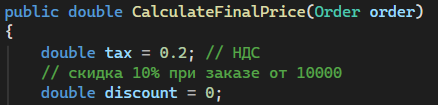 public double CalculateFinalPrice(Order order)
{
double tax = 0.2; // НДС
// скидка 10% при заказе от 10000
double discount = 0;